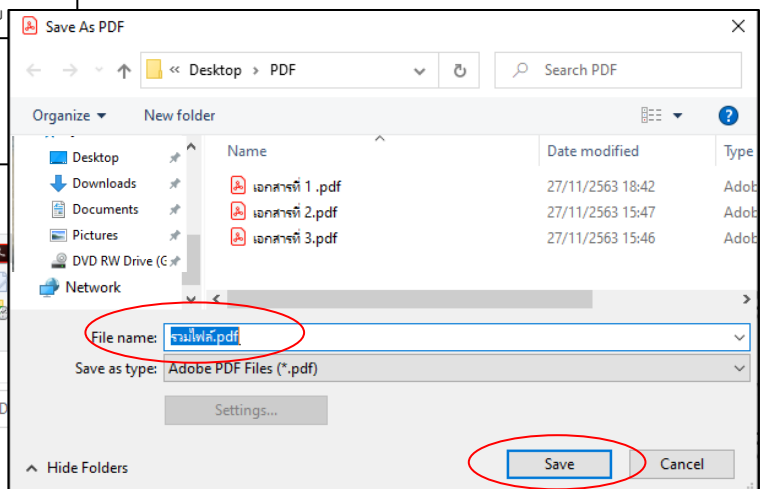 Save As PDF
« Desktop › PDF
Search PDF
Organize
New folder
Name
Date modified
Type
Desktop
Downloads
Documents
Pictures
DVD RW Drive (G
Network
เอกสารที่ 1 .pdf
27/11/2563 18:42
Adob
เอกสารที่ 2.pdf
27/11/2563 15:47
Adob
เอกสารที่ 3.pdf
27/11/2563 15:46
Adob
File name: รวมไฟล์.pdf
Save as type: Adobe PDF Files (*.pdf)
Settings...
Hide Folders
Save
Cancel